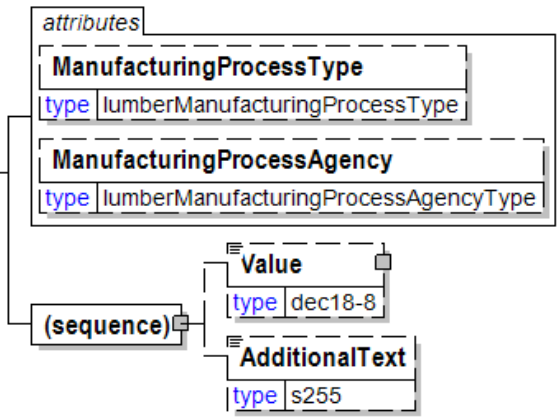 attributes
ManufacturingProcessType
type lumberManufacturingProcessType
ManufacturingProcessAgency
type lumberManufacturingProcessAgencyType
Value
type dec18-8
(sequence)
AdditionalText
type s255